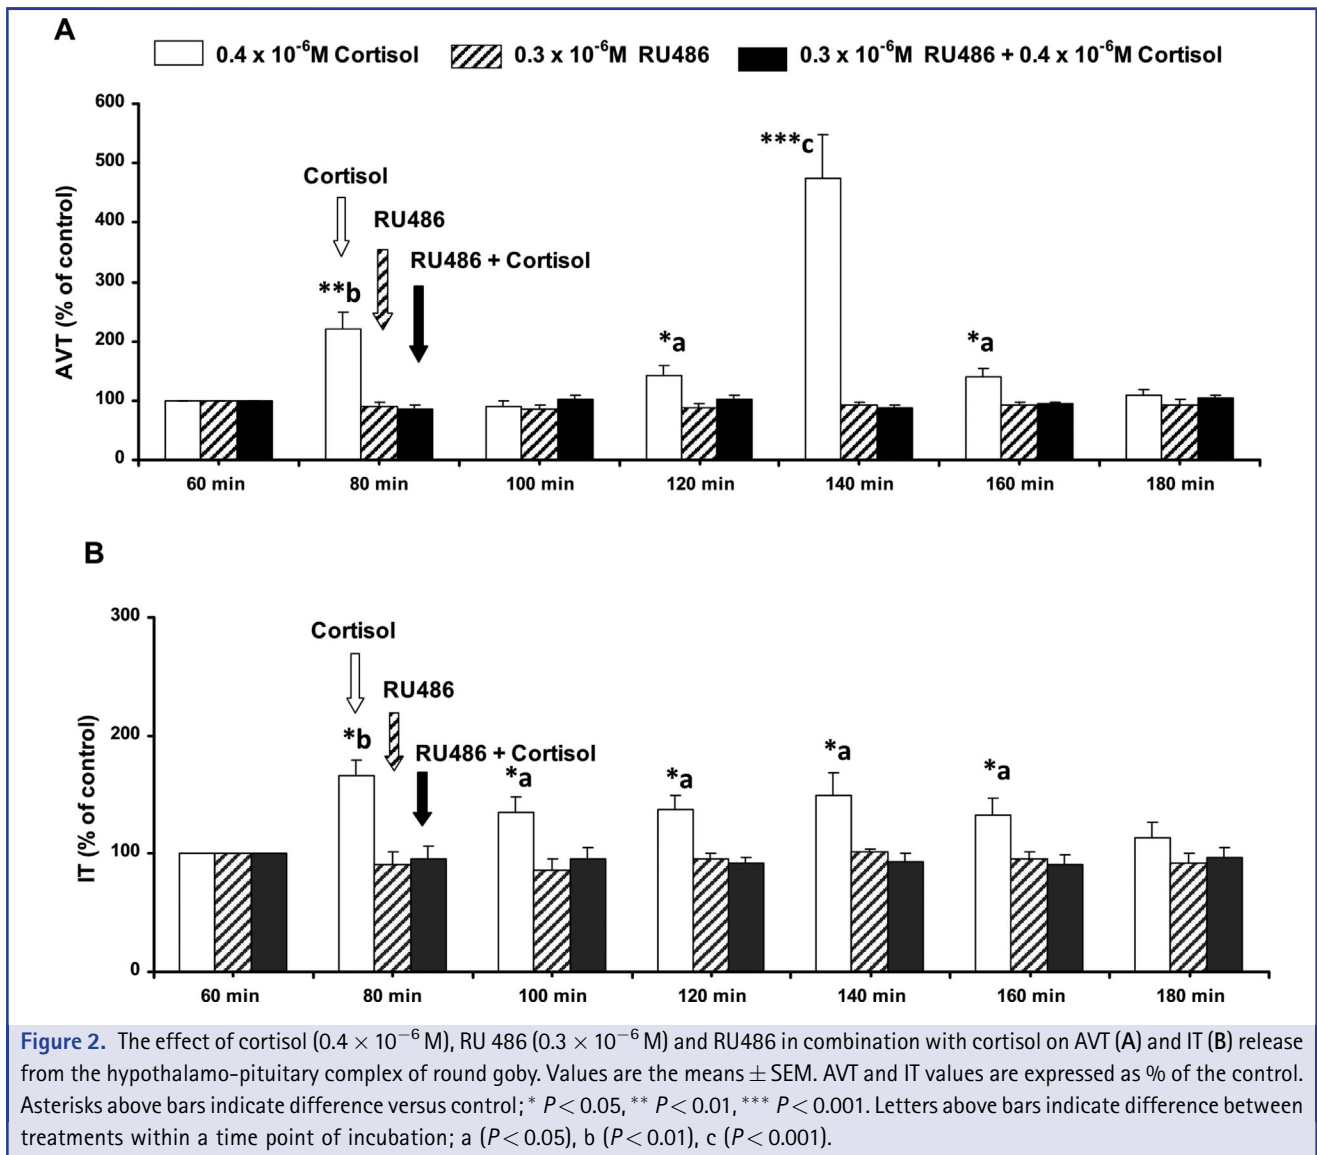 A
0.4 x 10⁻⁶M Cortisol 0.3 x 10⁻⁶M RU486 0.3 x 10⁻⁶M RU486 + 0.4 x 10⁻⁶M Cortisol
AVT (% of control)
600
500
400
300
200
100
0
***c
Cortisol
RU486
RU486 + Cortisol
**b
*a
*a
60 min 80 min 100 min 120 min 140 min 160 min 180 min
B
IT (% of control)
300
200
100
0
Cortisol
RU486
*b
RU486 + Cortisol
*a
*a
*a
*a
60 min 80 min 100 min 120 min 140 min 160 min 180 min
Figure 2. The effect of cortisol (0.4 × 10⁻⁶ M), RU 486 (0.3 × 10⁻⁶ M) and RU486 in combination with cortisol on AVT (A) and IT (B) release
from the hypothalamo-pituitary complex of round goby. Values are the means ± SEM. AVT and IT values are expressed as % of the control.
Asterisks above bars indicate difference versus control; * P < 0.05, ** P < 0.01, *** P < 0.001. Letters above bars indicate difference between
treatments within a time point of incubation; a (P < 0.05), b (P < 0.01), c (P < 0.001).